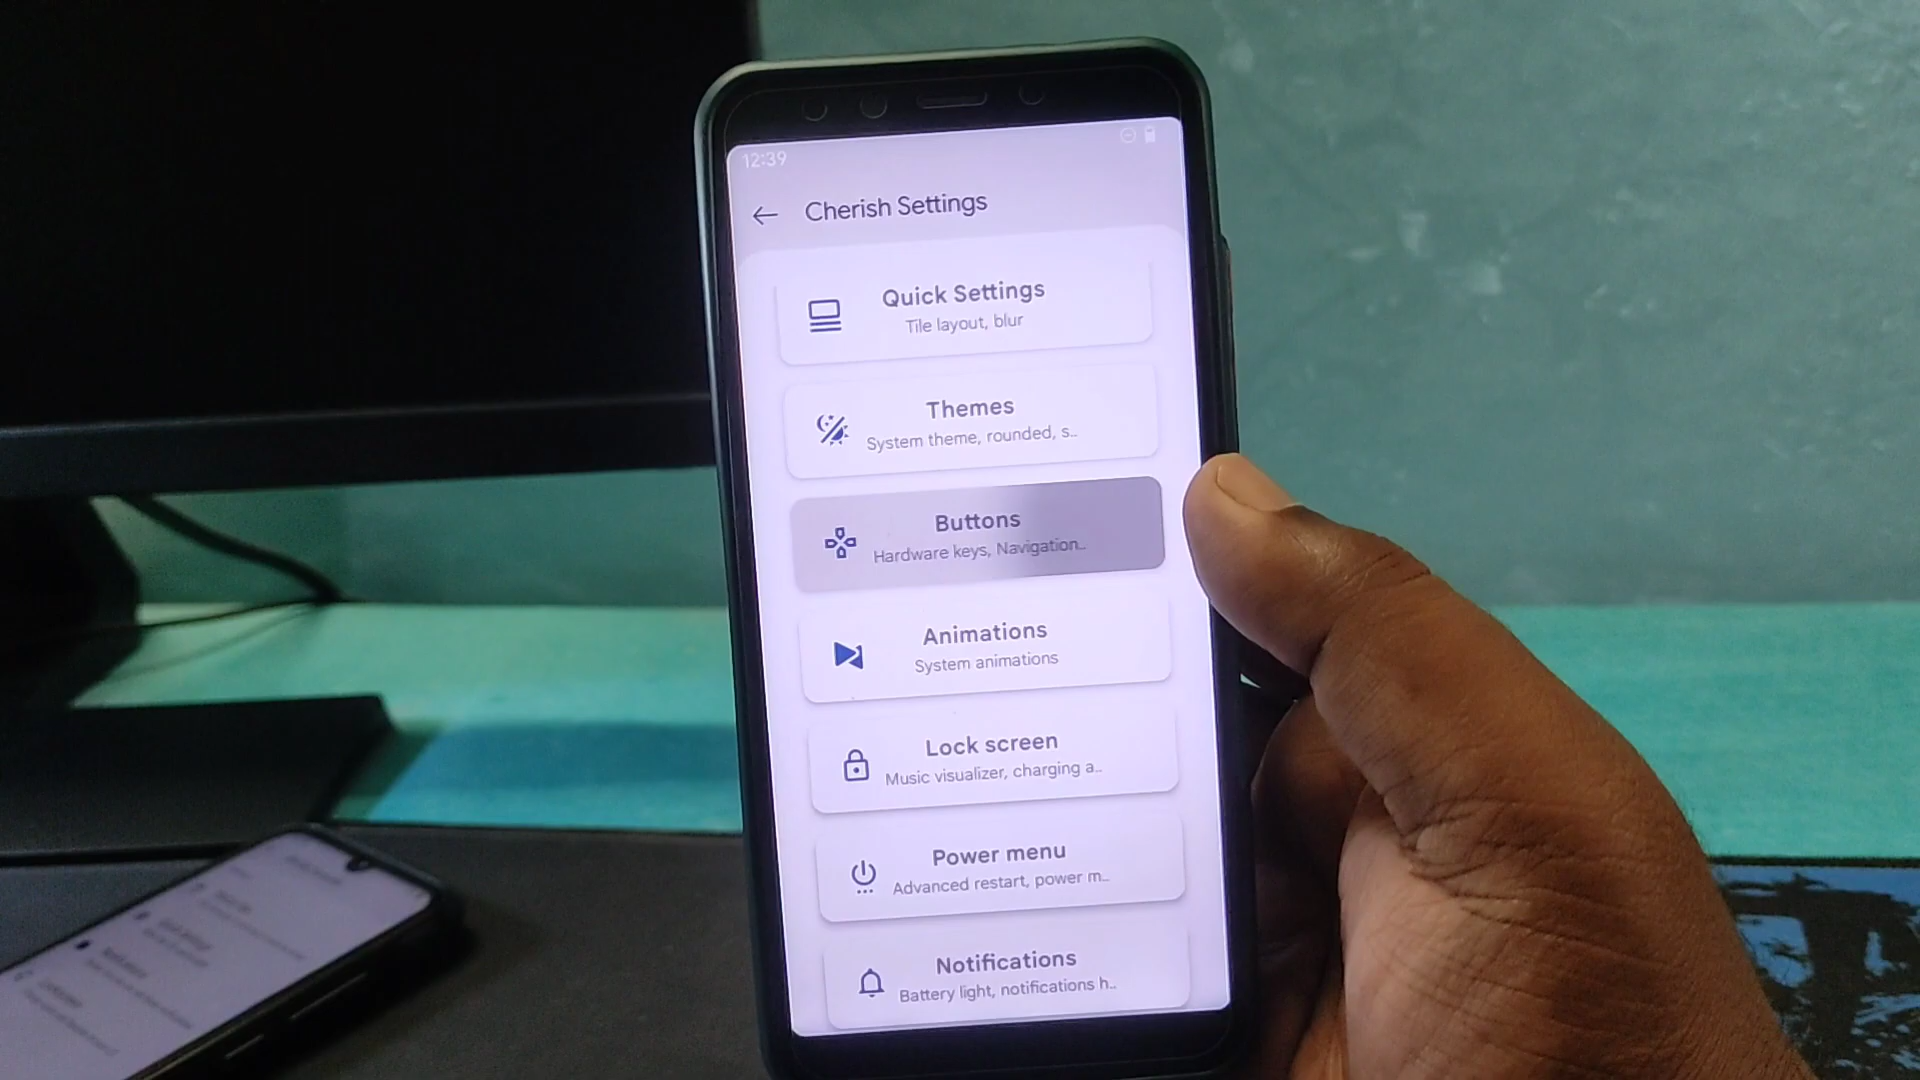 12:39
Cherish Settings
Quick Settings
Tile layout, blur
Themes
System theme, rounded, s..
Buttons
Hardware keys, Navigation..
Animations
System animations
Lock screen
Music visualizer, charging a..
Power menu
Advanced restart, power m..
Notifications
Battery light, notifications h..